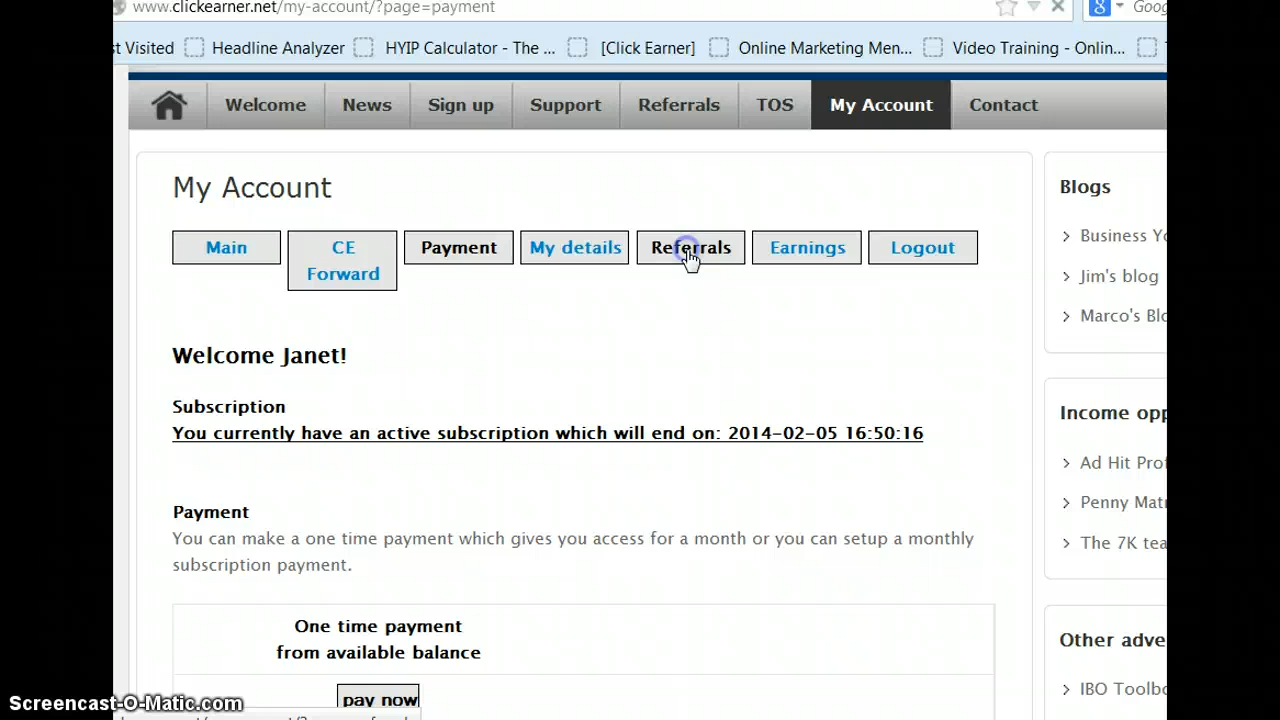 www.clickearner.net/my-account/?page=payment
st Visited Headline Analyzer HYIP Calculator - The ... [Click Earner] Online Marketing Men... Video Training - Onlin...
Welcome News Sign up Support Referrals TOS My Account Contact
My Account
Main CE Forward Payment My details Referrals Earnings Logout
Welcome Janet!
Subscription
You currently have an active subscription which will end on: 2014-02-05 16:50:16
Payment
You can make a one time payment which gives you access for a month or you can setup a monthly
subscription payment.
One time payment
from available balance
pay now
Blogs
Business Yo
Jim's blog
Marco's Blo
Income opp
Ad Hit Prof
Penny Matr
The 7K tea
Other adve
IBO Toolbo
Screencast-O-Matic.com